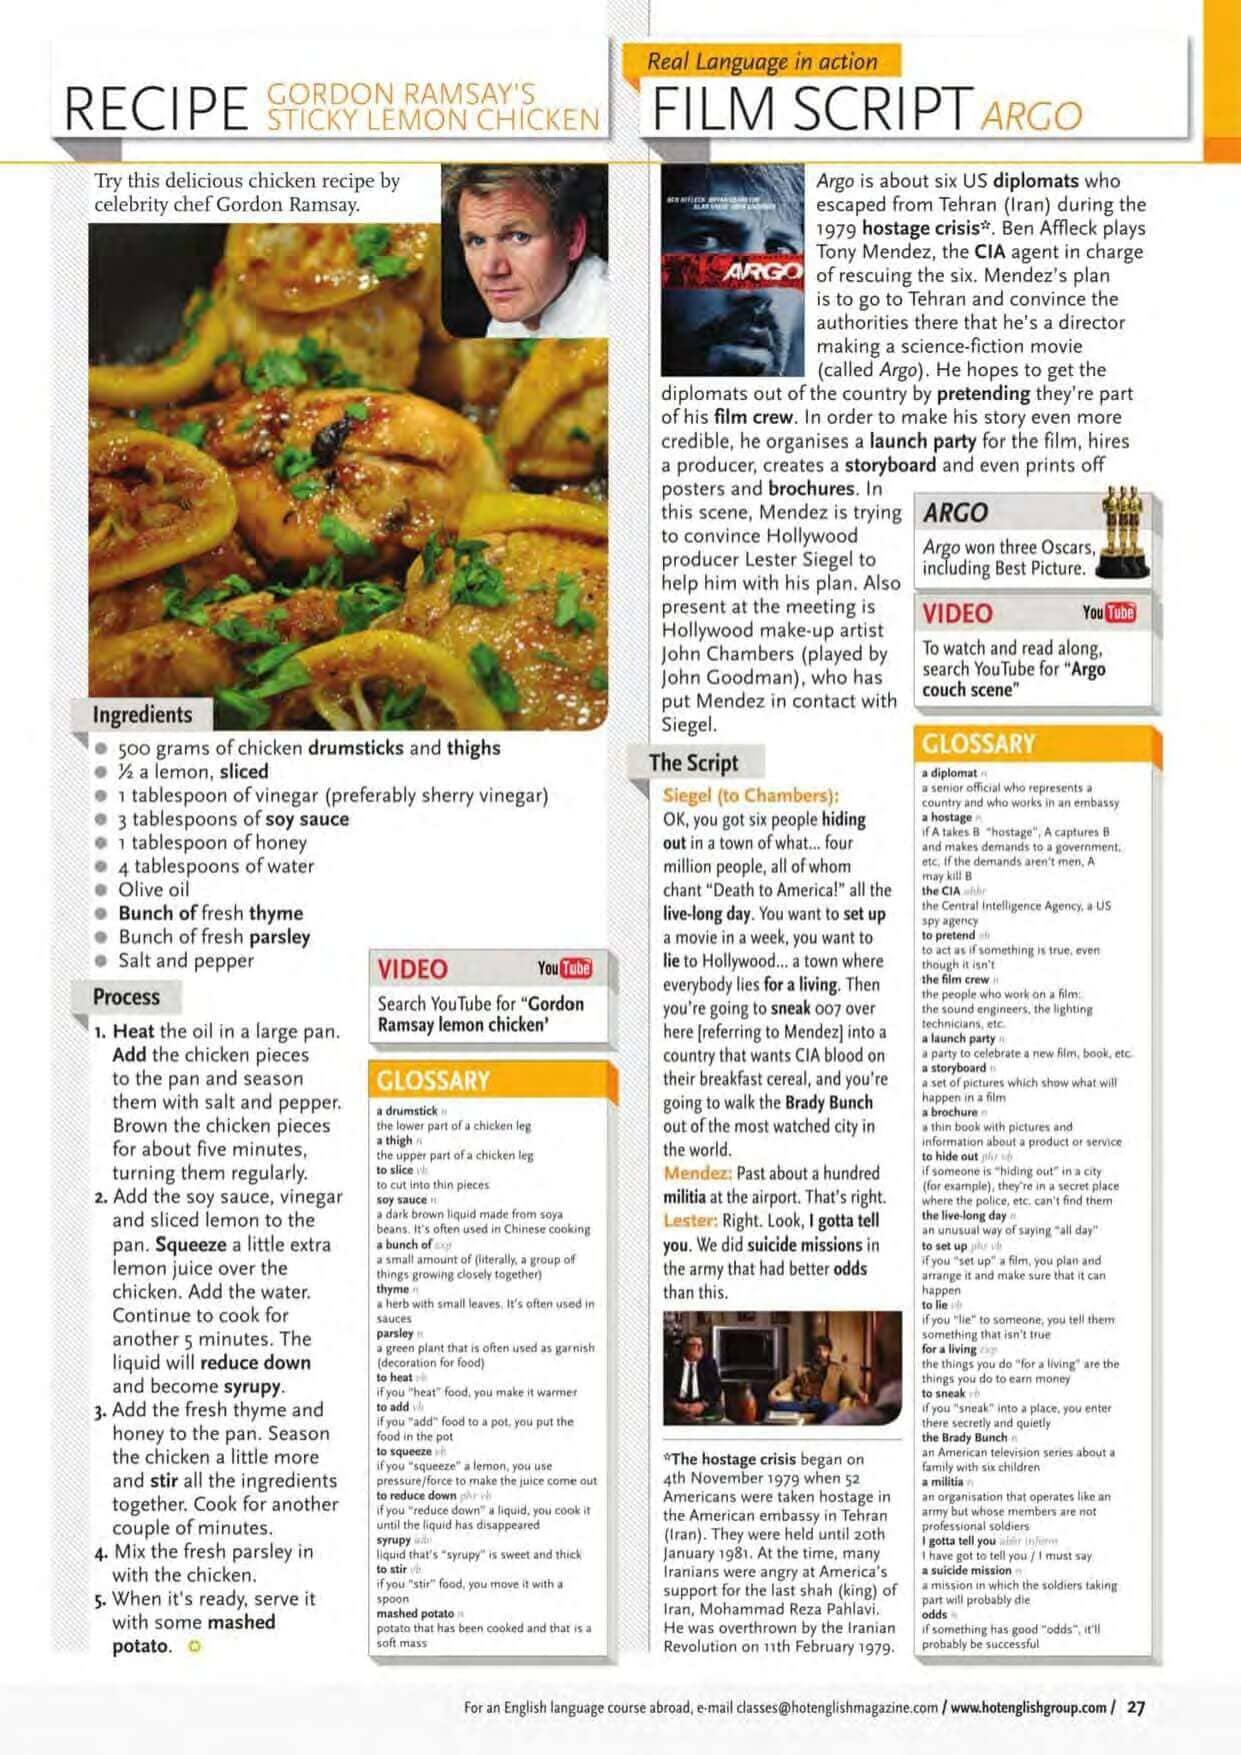 RECIPE GORDON RAMSAY'S
STICKY LEMON CHICKEN
Try this delicious chicken recipe by
celebrity chef Gordon Ramsay.
Ingredients
500 grams of chicken drumsticks and thighs
½ a lemon, sliced
1 tablespoon of vinegar (preferably sherry vinegar)
3 tablespoons of soy sauce
1 tablespoon of honey
4 tablespoons of water
Olive oil
Bunch of fresh thyme
Bunch of fresh parsley
Salt and pepper
Process
1. Heat the oil in a large pan.
Add the chicken pieces
to the pan and season
them with salt and pepper.
Brown the chicken pieces
for about five minutes,
turning them regularly.
2. Add the soy sauce, vinegar
and sliced lemon to the
pan. Squeeze a little extra
lemon juice over the
chicken. Add the water.
Continue to cook for
another 5 minutes. The
liquid will reduce down
and become syrupy.
3. Add the fresh thyme and
honey to the pan. Season
the chicken a little more
and stir all the ingredients
together. Cook for another
couple of minutes.
4. Mix the fresh parsley in
with the chicken.
5. When it's ready, serve it
with some mashed
potato.
VIDEO YouTube
Search YouTube for "Gordon
Ramsay lemon chicken'
GLOSSARY
a drumstick n
the lower part of a chicken leg
a thigh n
the upper part of a chicken leg
to slice vb
to cut into thin pieces
soy sauce n
a dark brown liquid made from soya
beans. It's often used in Chinese cooking
a bunch of exp
a small amount of (literally, a group of
things growing closely together)
thyme n
a herb with small leaves. It's often used in
sauces
parsley n
a green plant that is often used as garnish
(decoration for food)
to heat vb
if you "heat" food, you make it warmer
to add vb
if you "add" food to a pot, you put the
food in the pot
to squeeze vb
if you "squeeze" a lemon, you use
pressure/force to make the juice come out
to reduce down phr vb
if you "reduce down" a liquid, you cook it
until the liquid has disappeared
syrupy adj
liquid that's "syrupy" is sweet and thick
to stir vb
if you "stir" food, you move it with a
spoon
mashed potato n
potato that has been cooked and that is a
soft mass
Real Language in action
FILM SCRIPT ARGO
ARGO
Argo is about six US diplomats who
escaped from Tehran (Iran) during the
1979 hostage crisis*. Ben Affleck plays
Tony Mendez, the CIA agent in charge
of rescuing the six. Mendez's plan
is to go to Tehran and convince the
authorities there that he's a director
making a science-fiction movie
(called Argo). He hopes to get the
diplomats out of the country by pretending they're part
of his film crew. In order to make his story even more
credible, he organises a launch party for the film, hires
a producer, creates a storyboard and even prints off
posters and brochures. In
this scene, Mendez is trying
to convince Hollywood
producer Lester Siegel to
help him with his plan. Also
present at the meeting is
Hollywood make-up artist
John Chambers (played by
John Goodman), who has
put Mendez in contact with
Siegel.
The Script
Siegel (to Chambers):
OK, you got six people hiding
out in a town of what... four
million people, all of whom
chant "Death to America!" all the
live-long day. You want to set up
a movie in a week, you want to
lie to Hollywood... a town where
everybody lies for a living. Then
you're going to sneak 007 over
here [referring to Mendez] into a
country that wants CIA blood on
their breakfast cereal, and you're
going to walk the Brady Bunch
out of the most watched city in
the world.
Mendez: Past about a hundred
militia at the airport. That's right.
Lester: Right. Look, I gotta tell
you. We did suicide missions in
the army that had better odds
than this.
*The hostage crisis began on
4th November 1979 when 52
Americans were taken hostage in
the American embassy in Tehran
(Iran). They were held until 20th
January 1981. At the time, many
Iranians were angry at America's
support for the last shah (king) of
Iran, Mohammad Reza Pahlavi.
He was overthrown by the Iranian
Revolution on 11th February 1979.
ARGO
Argo won three Oscars,
including Best Picture.
VIDEO YouTube
To watch and read along,
search YouTube for "Argo
couch scene"
GLOSSARY
a diplomat n
a senior official who represents a
country and who works in an embassy
a hostage n
if A takes B "hostage", A captures B
and makes demands to a government,
etc. If the demands aren't men, A
may kill B
the CIA abbr
the Central Intelligence Agency, a US
spy agency
to pretend vb
to act as if something is true, even
though it isn't
the film crew n
the people who work on a film:
the sound engineers, the lighting
technicians, etc.
a launch party n
a party to celebrate a new film, book, etc.
a storyboard n
a set of pictures which show what will
happen in a film
a brochure n
a thin book with pictures and
information about a product or service
to hide out phr vb
if someone is "hiding out" in a city
(for example), they're in a secret place
where the police, etc. can't find them
the live-long day n
an unusual way of saying "all day"
to set up phr vb
if you "set up" a film, you plan and
arrange it and make sure that it can
happen
to lie vb
if you "lie" to someone, you tell them
something that isn't true
for a living exp
the things you do "for a living" are the
things you do to earn money
to sneak vb
if you "sneak" into a place, you enter
there secretly and quietly
the Brady Bunch n
an American television series about a
family with six children
a militia n
an organisation that operates like an
army but whose members are not
professional soldiers
I gotta tell you abbr inform
I have got to tell you / I must say
a suicide mission n
a mission in which the soldiers taking
part will probably die
odds n
if something has good "odds", it'll
probably be successful
For an English language course abroad, e-mail classes@hotenglishmagazine.com / www.hotenglishgroup.com / 27